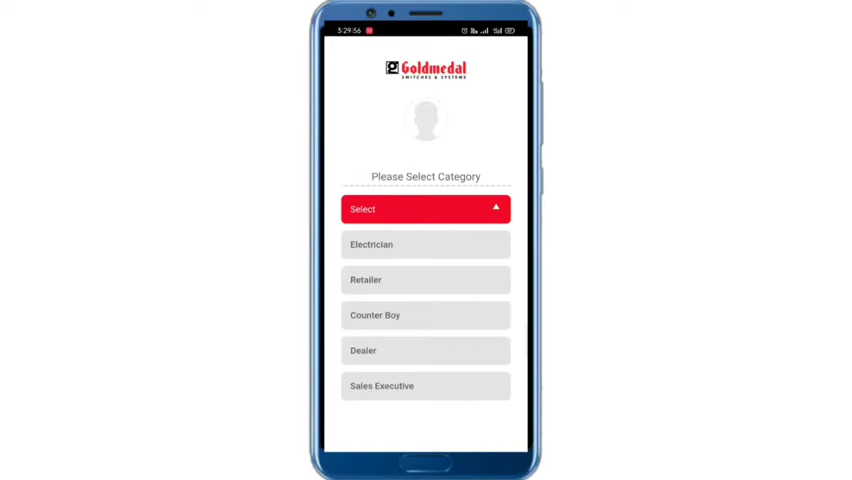 3:29:56
g Goldmedal
SWITCHES & SYSTEMS
Please Select Category
Select
Electrician
Retailer
Counter Boy
Dealer
Sales Executive